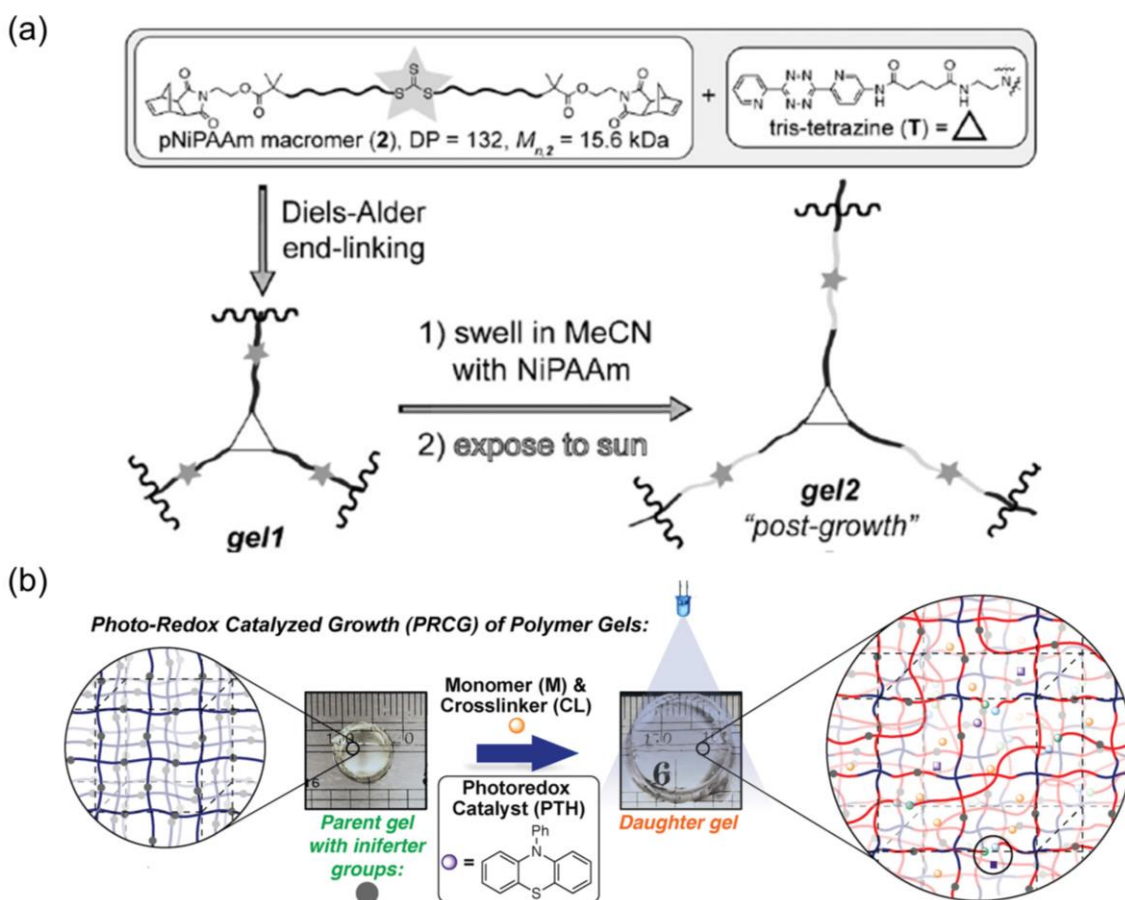 (a)
O
O
N
O
O
S
S
S
O
O
N
O
O
pNiPAAm macromer (2), DP = 132, Mn,2 = 15.6 kDa
+
N
N=N
N-N
N
N
H
O
O
N
H
N
tris-tetrazine (T) =
Diels-Alder
end-linking
1) swell in MeCN
with NiPAAm
2) expose to sun
gel1
gel2
“post-growth”
(b)
Photo-Redox Catalyzed Growth (PRCG) of Polymer Gels:
Monomer (M) &
Crosslinker (CL)
Photoredox
Catalyst (PTH)
Ph
N
=
S
Parent gel
with iniferter
groups:
6
Daughter gel